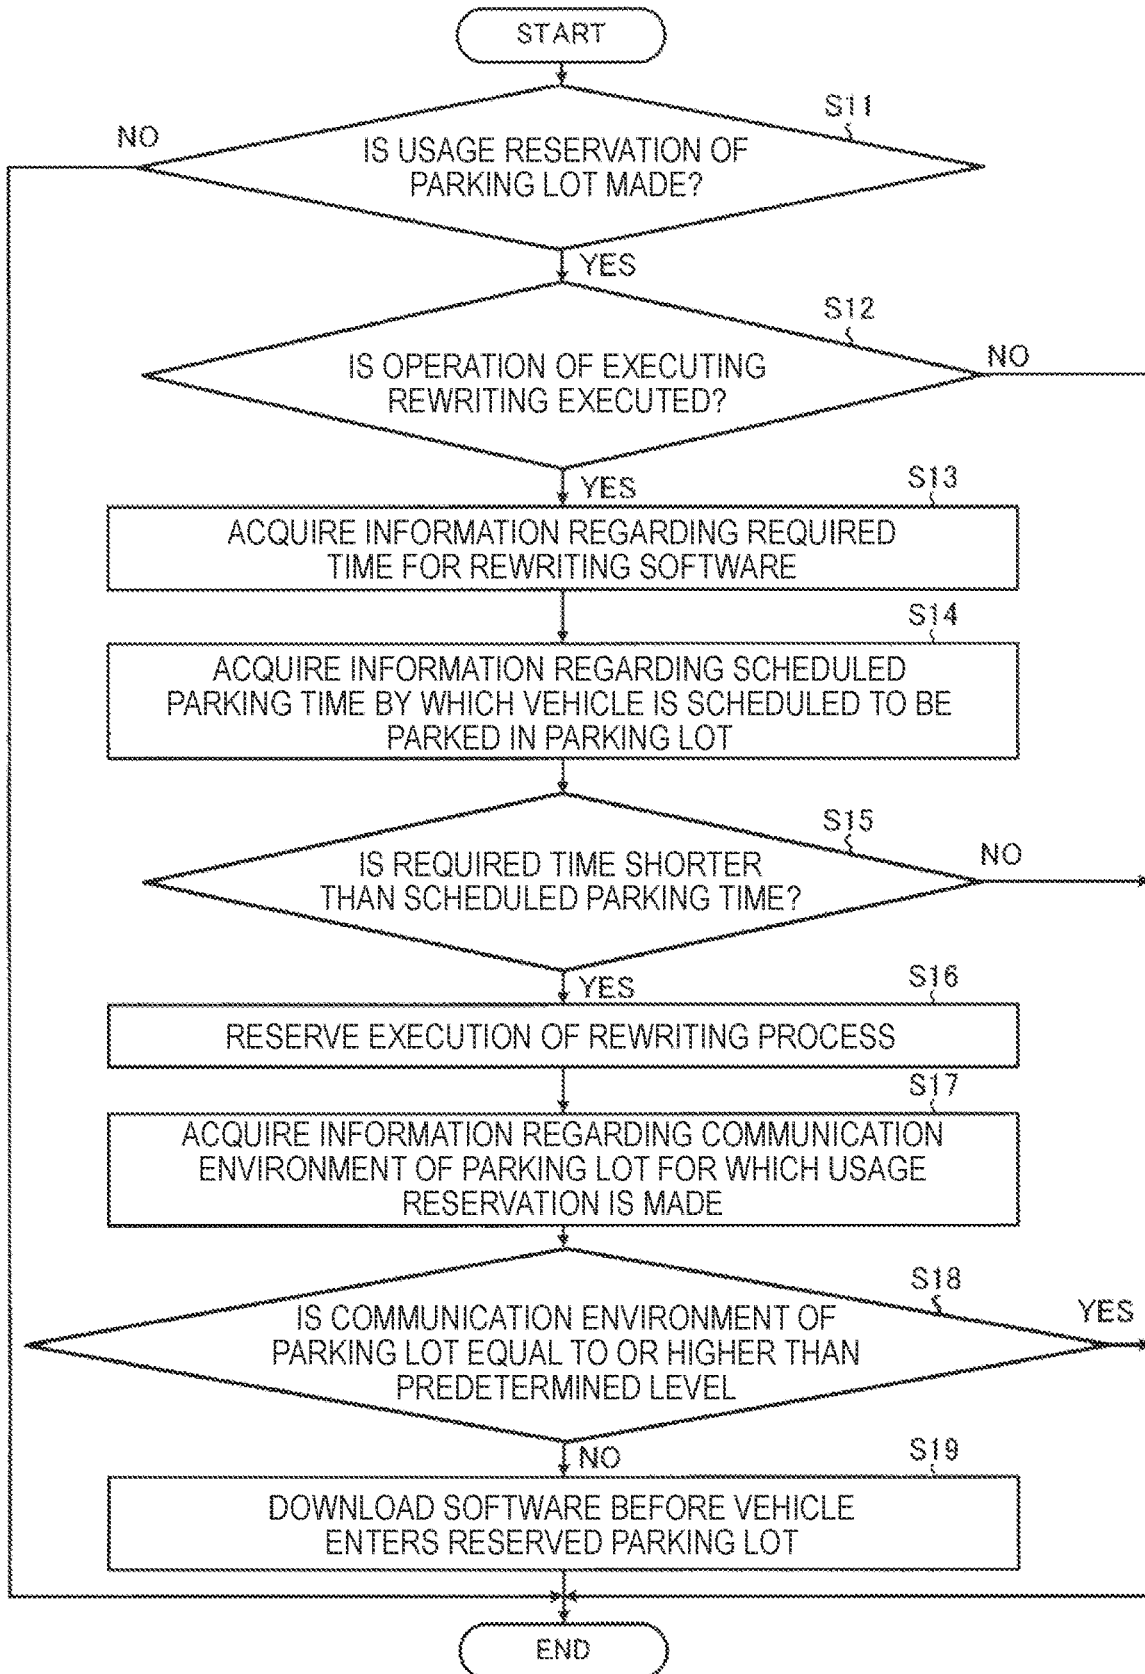 START
S11
NO
IS USAGE RESERVATION OF
PARKING LOT MADE?
YES
S12
NO
IS OPERATION OF EXECUTING
REWRITING EXECUTED?
YES
S13
ACQUIRE INFORMATION REGARDING REQUIRED
TIME FOR REWRITING SOFTWARE
S14
ACQUIRE INFORMATION REGARDING SCHEDULED
PARKING TIME BY WHICH VEHICLE IS SCHEDULED TO BE
PARKED IN PARKING LOT
S15
NO
IS REQUIRED TIME SHORTER
THAN SCHEDULED PARKING TIME?
YES
S16
RESERVE EXECUTION OF REWRITING PROCESS
S17
ACQUIRE INFORMATION REGARDING COMMUNICATION
ENVIRONMENT OF PARKING LOT FOR WHICH USAGE
RESERVATION IS MADE
S18
YES
IS COMMUNICATION ENVIRONMENT OF
PARKING LOT EQUAL TO OR HIGHER THAN
PREDETERMINED LEVEL
NO
S19
DOWNLOAD SOFTWARE BEFORE VEHICLE
ENTERS RESERVED PARKING LOT
END